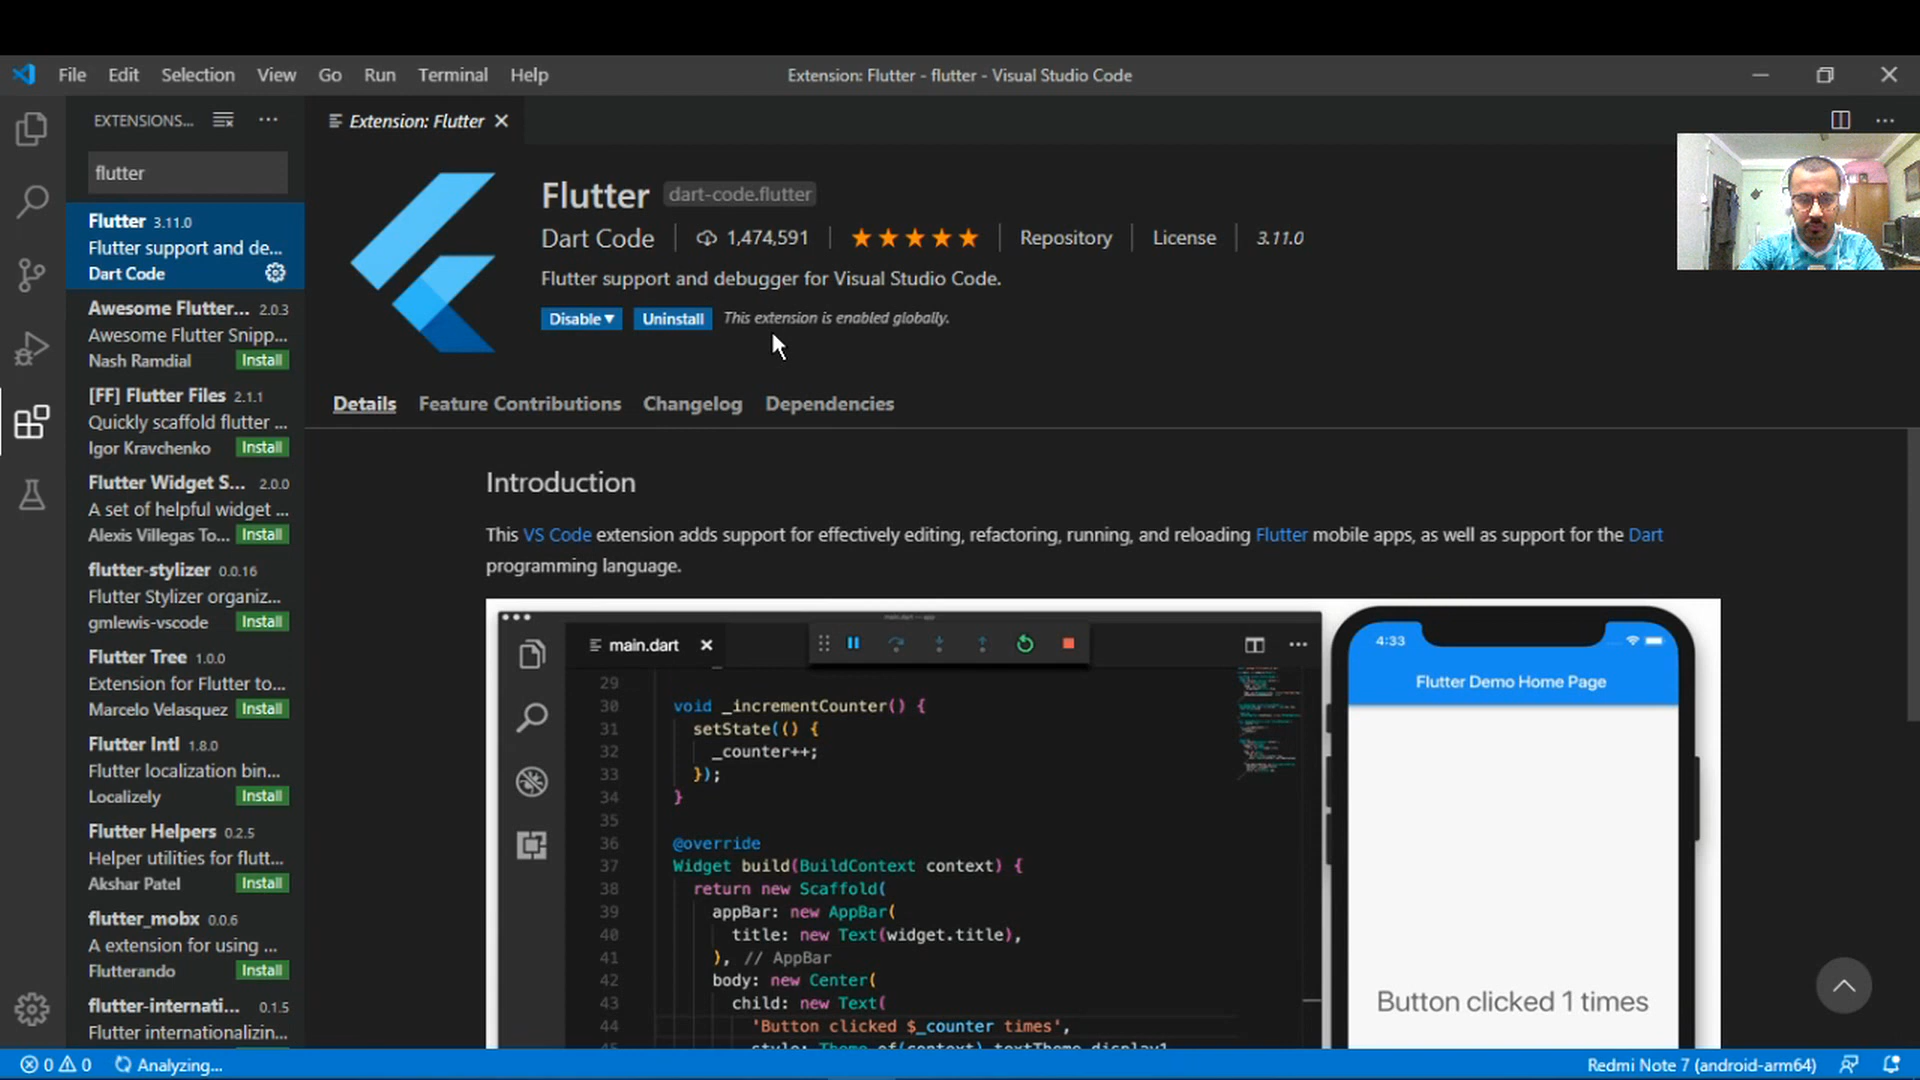 File Edit Selection View Go Run Terminal Help
Extension: Flutter - flutter - Visual Studio Code
EXTENSIONS...
flutter
Flutter 3.11.0
Flutter support and de...
Dart Code
Awesome Flutter... 2.0.3
Awesome Flutter Snipp...
Nash Ramdial Install
[FF] Flutter Files 2.1.1
Quickly scaffold flutter ...
Igor Kravchenko Install
Flutter Widget S... 2.0.0
A set of helpful widget ...
Alexis Villegas To... Install
flutter-stylizer 0.0.16
Flutter Stylizer organiz...
gmlewis-vscode Install
Flutter Tree 1.0.0
Extension for Flutter to...
Marcelo Velasquez Install
Flutter Intl 1.8.0
Flutter localization bin...
Localizely Install
Flutter Helpers 0.2.5
Helper utilities for flutt...
Akshar Patel Install
flutter_mobx 0.0.6
A extension for using ...
Flutterando Install
flutter-internati... 0.1.5
Flutter internationalizin...
Extension: Flutter
Flutter dart-code.flutter
Dart Code 1,474,591 Repository License 3.11.0
Flutter support and debugger for Visual Studio Code.
Disable Uninstall This extension is enabled globally.
Details Feature Contributions Changelog Dependencies
Introduction
This VS Code extension adds support for effectively editing, refactoring, running, and reloading Flutter mobile apps, as well as support for the Dart
programming language.
main.dart
29
30 void _incrementCounter() {
31 setState(() {
32 _counter++;
33 });
34 }
35
36 @override
37 Widget build(BuildContext context) {
38 return new Scaffold(
39 appBar: new AppBar(
40 title: new Text(widget.title),
41 ), // AppBar
42 body: new Center(
43 child: new Text(
44 'Button clicked $_counter times',
45 style: Theme.of(context).textTheme.display1
4:33
Flutter Demo Home Page
Button clicked 1 times
0 0 Analyzing...
Redmi Note 7 (android-arm64)